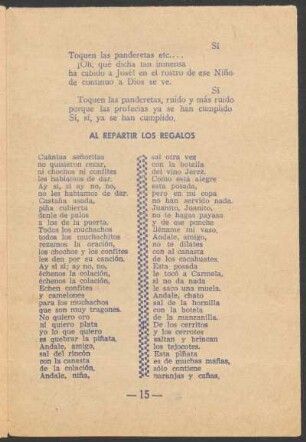 Si
Toquen las panderetas etc....
¡Oh, qué dicha tan inmensa
ha cabido a José! en el rostro de ese Niño
de continuo a Dios se ve.
Si
Toquen las panderetas, ruido y más ruido
porque las profecías ya se han cumplido
Sí, sí, ya se han cumplido.
AL REPARTIR LOS REGALOS
Cuántas señoritas
no quisieron rezar,
ni chochos ni confites
les habíamos de dar.
Ay sí, sí ay no, no,
no les habíamos de dar.
Castaña asada,
piña cubierta
denle de palos
a los de la puerta.
Todos los muchachos
todos los muchachitos
rezamos la oración,
los chochos y los confites
les den por su canción.
Ay sí sí; ay no, no,
échenos la colación,
échenos la colación,
Echen confites
y camelones
para los muchachos
que son muy tragones.
No quiero oro
ni quiero plata
yo lo que quiero
es quebrar la piñata,
Andale, amigo,
sal del rincón
con la canasta
de la colación,
Andale, niña,
sal otra vez
con la botella
del vino Jerez.
Cocho está alegre
esta posada,
pero en mi copa
no han servido nada.
Juanito, Juanito,
no te hagas payaso
y de ese ponche
lléname mi vaso.
Andale, amigo,
no te dilates
con al canasta
de los cacahuates.
Esta posada
le tocó a Carmela,
si no da nada
le saco una muela.
Andale, chato
sal de la hornilla
con la botela
de la manzanilla.
De los cerritos
y los cerrotes
saltan y brincan
los tejocotes.
Esta piñata
es de muchas mañas,
sólo contiene
naranjas y cañas,
— 15 —